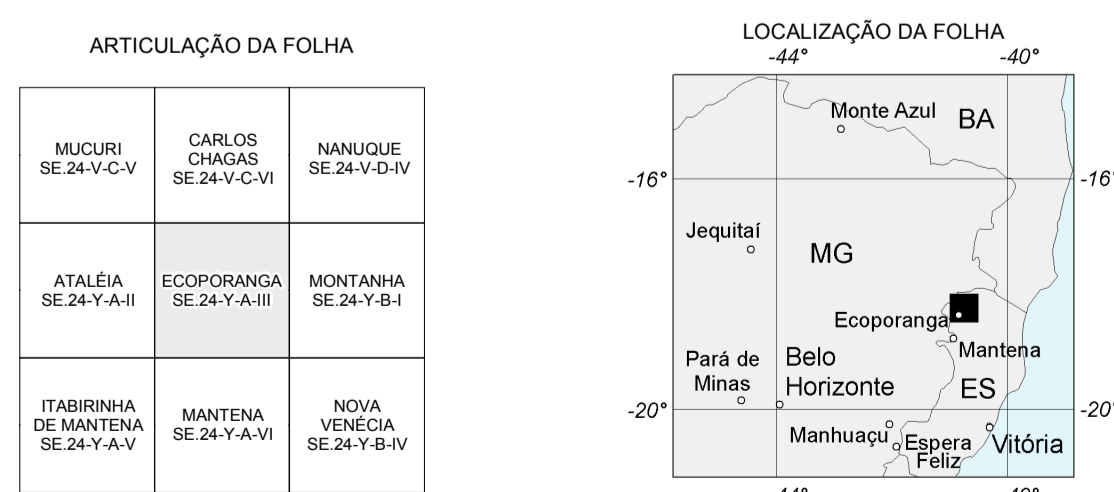 ARTICULAÇÃO DA FOLHA
MUCURI
SE.24-V-C-V
CARLOS
CHAGAS
SE.24-V-C-VI
NANUQUE
SE.24-V-D-IV
ATALÉIA
SE.24-Y-A-II
ECOPORANGA
SE.24-Y-A-III
MONTANHA
SE.24-Y-B-I
ITABIRINHA
DE MANTENA
SE.24-Y-A-V
MANTENA
SE.24-Y-A-VI
NOVA
VENÉCIA
SE.24-Y-B-IV
LOCALIZAÇÃO DA FOLHA
-44° -40°
Monte Azul
BA
-16° -16°
Jequitaí
MG
Ecoporanga
Mantena
Pará de
Minas
Belo
Horizonte
ES
-20° -20°
Manhuaçu
Espera
Feliz
Vitória